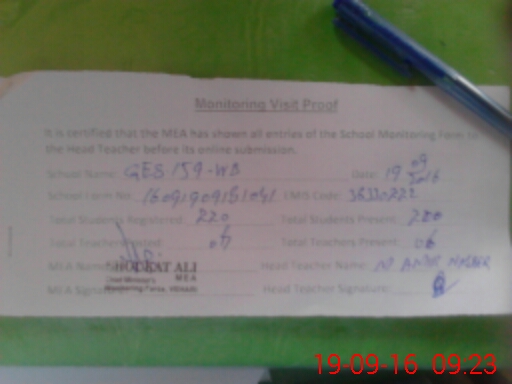 Monitoring Visit Proof
It is certified that the MEA has shown all entries of the School Monitoring Form to
the Head Teacher before its online submission.
School Name: GES 159-WB Date: 19 09 2016
School Form No: EMIS Code:
Total Students Registered: 220 Total Students Present: 200
Total Teachers Posted: 07 Total Teachers Present: 06
MEA Name: ALI Head Teacher Name:
MEA
MEA Signature: Head Teacher Signature:
19-09-16 09:23